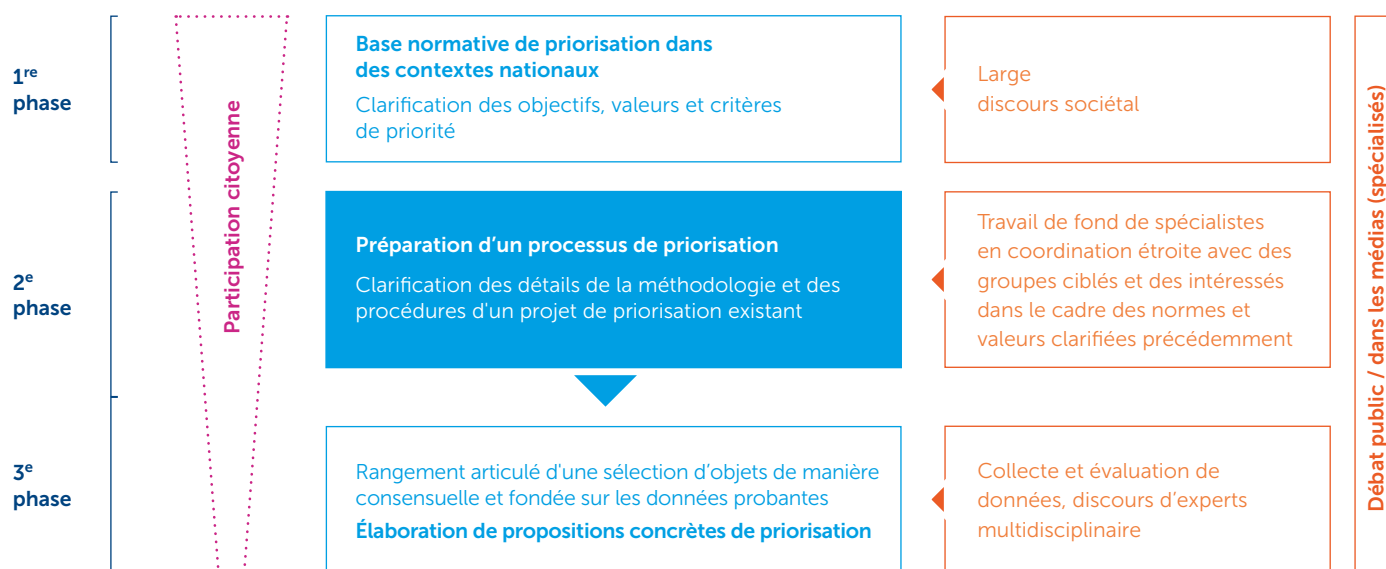 1re
phase
Participation citoyenne
Base normative de priorisation dans
des contextes nationaux
Clarification des objectifs, valeurs et critères
de priorité
Large
discours sociétal
Débat public / dans les médias (spécialisés)
2e
phase
Préparation d’un processus de priorisation
Clarification des détails de la méthodologie et des
procédures d'un projet de priorisation existant
Travail de fond de spécialistes
en coordination étroite avec des
groupes ciblés et des intéressés
dans le cadre des normes et
valeurs clarifiées précédemment
3e
phase
Rangement articulé d'une sélection d’objets de manière
consensuelle et fondée sur les données probantes
Élaboration de propositions concrètes de priorisation
Collecte et évaluation de
données, discours d’experts
multidisciplinaire